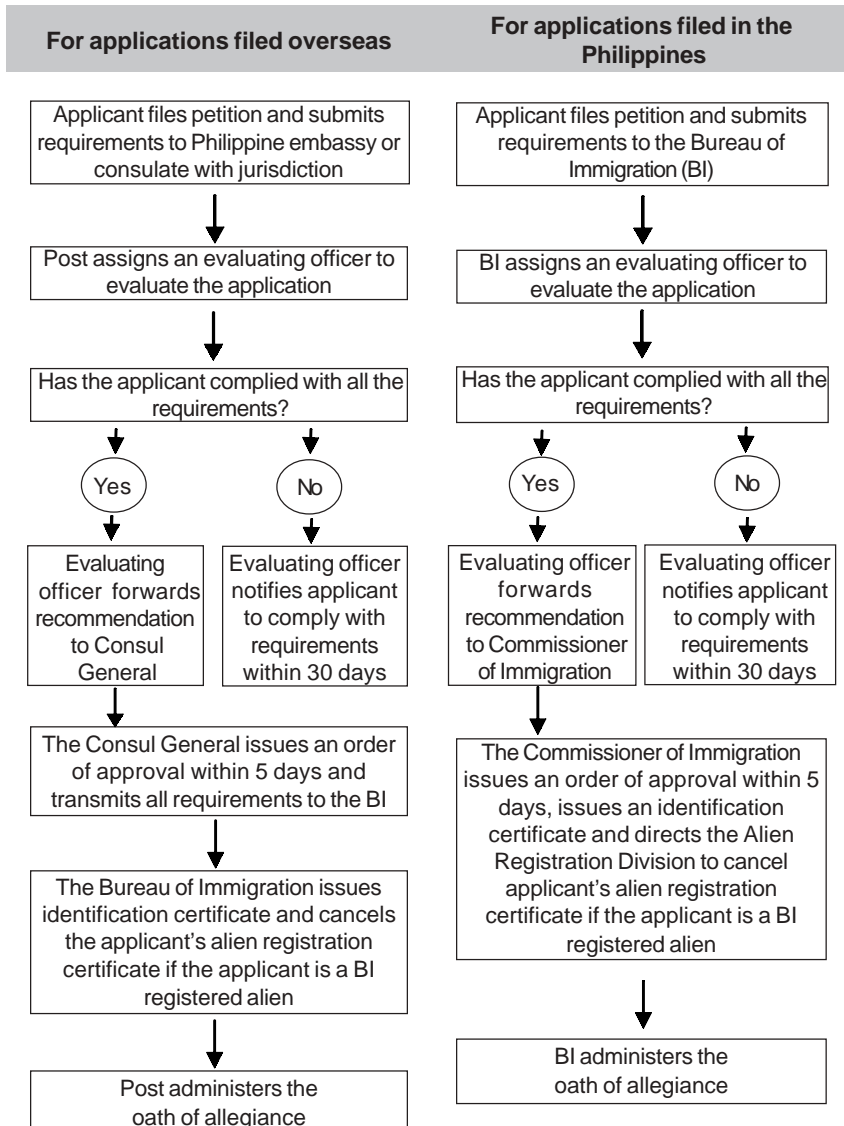 For applications filed overseas
Applicant files petition and submits
requirements to Philippine embassy or
consulate with jurisdiction
Post assigns an evaluating officer to
evaluate the application
Has the applicant complied with all the
requirements?
Yes
No
Evaluating
officer forwards
recommendation
to Consul
General
Evaluating officer
notifies applicant
to comply with
requirements
within 30 days
The Consul General issues an order
of approval within 5 days and
transmits all requirements to the BI
The Bureau of Immigration issues
identification certificate and cancels
the applicant's alien registration
certificate if the applicant is a BI
registered alien
Post administers the
oath of allegiance
For applications filed in the
Philippines
Applicant files petition and submits
requirements to the Bureau of
Immigration (BI)
BI assigns an evaluating officer to
evaluate the application
Has the applicant complied with all the
requirements?
Yes
No
Evaluating officer
forwards
recommendation
to Commissioner
of Immigration
Evaluating officer
notifies applicant
to comply with
requirements
within 30 days
The Commissioner of Immigration
issues an order of approval within 5
days, issues an identification
certificate and directs the Alien
Registration Division to cancel
applicant's alien registration
certificate if the applicant is a BI
registered alien
BI administers the
oath of allegiance